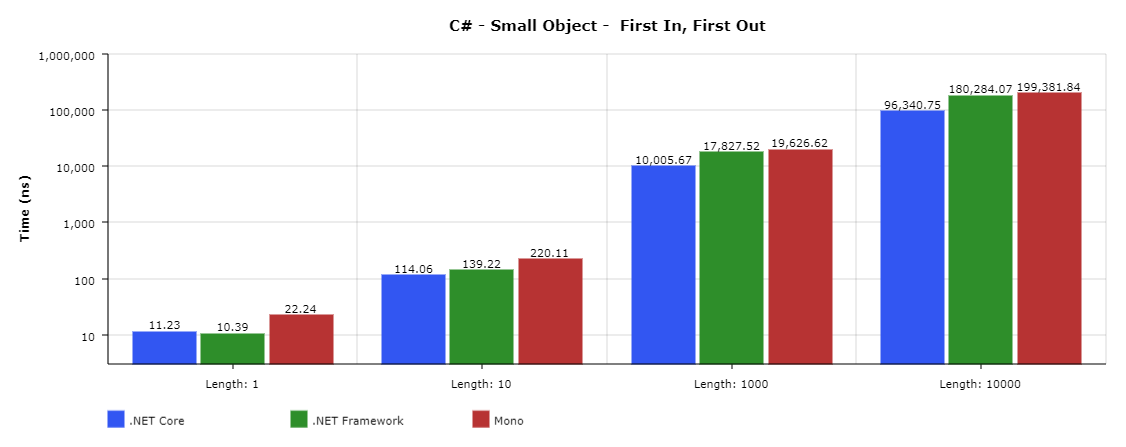 C# - Small Object - First In, First Out
1,000,000
100,000
10,000
1,000
100
10
Time (ns)
11.23
10.39
22.24
114.06
139.22
220.11
10,005.67
17,827.52
19,626.62
96,340.75
180,284.07
199,381.84
Length: 1
Length: 10
Length: 1000
Length: 10000
.NET Core
.NET Framework
Mono